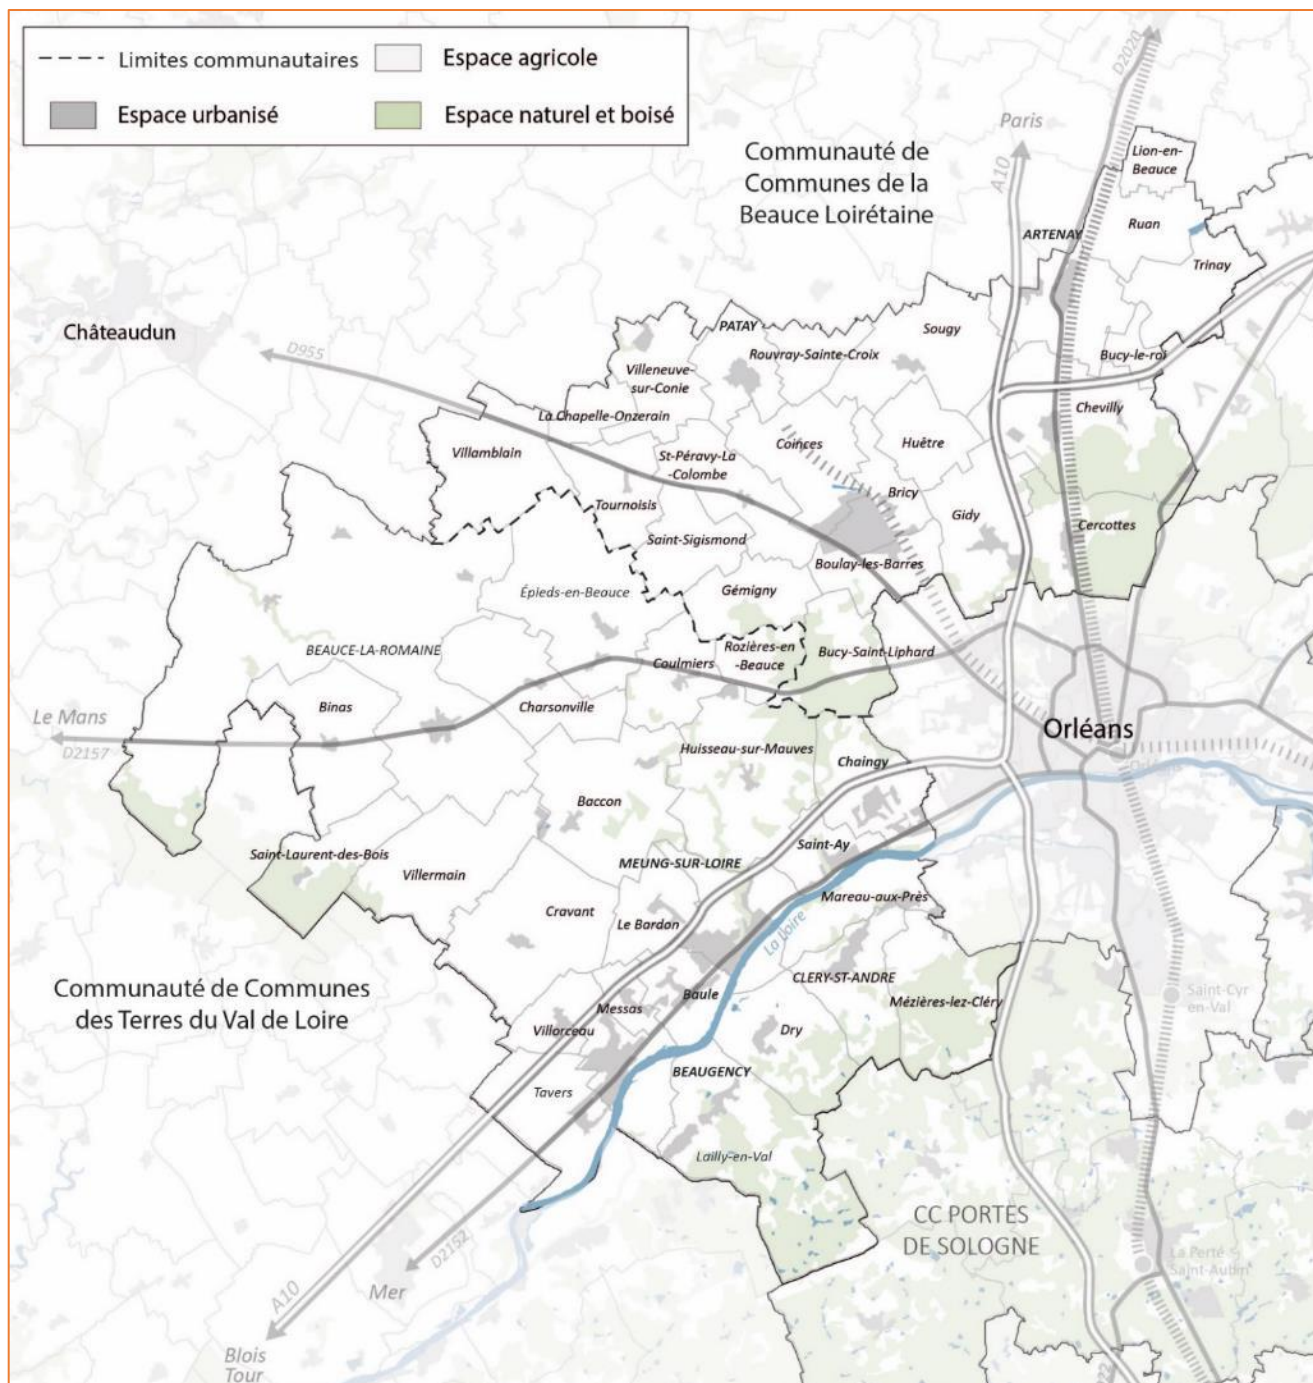 Limites communautaires
Espace agricole
Espace urbanisé
Espace naturel et boisé
D2020
Paris
A10
Communauté de
Communes de la
Beauce Loirétaine
Lion-en-
Beauce
Ruan
ARTENAY
Trinay
Châteaudun
D955
PATAY
Sougy
Rouvray-Sainte-Croix
Bucy-le-roi
Villeneuve-
sur-Conie
Chevilly
La Chapelle-Onzerain
Coinces
Huêtre
Villamblain
St-Péravy-La
-Colombe
Bricy
Tournoisis
Gidy
Cercottes
Saint-Sigismond
Boulay-les-Barres
Épieds-en-Beauce
Gémigny
BEAUCE-LA-ROMAINE
Rozières-en
-Beauce
Bucy-Saint-Liphard
Coulmiers
Binas
Charsonville
Le Mans
D2157
Huisseau-sur-Mauves
Orléans
Chaingy
Orléans
Baccon
Saint-Ay
Saint-Laurent-des-Bois
MEUNG-SUR-LOIRE
Villermain
Mareau-aux-Près
Cravant
Le Bardon
La Loire
CLERY-ST-ANDRE
Communauté de Communes
des Terres du Val de Loire
Baule
Mézières-lez-Cléry
Saint-Cyr
en-Val
Messas
Villorceau
Dry
BEAUGENCY
Tavers
Lailly-en-Val
CC PORTES
DE SOLOGNE
D2152
La Ferté
Saint-Aubin
Mer
A10
Blois
Tour